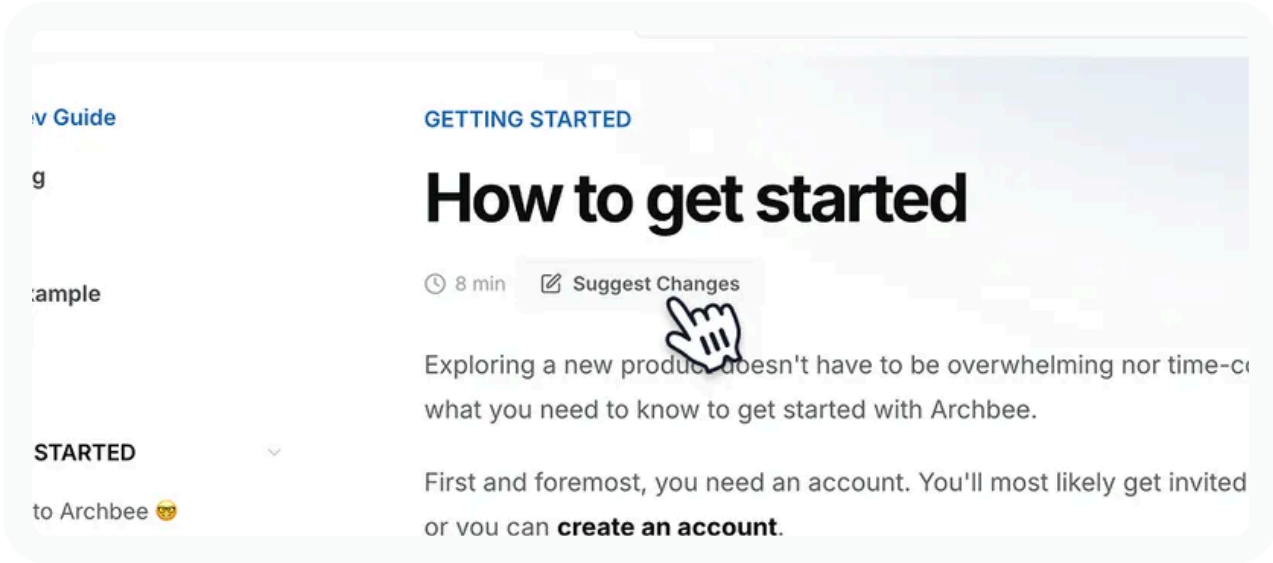 ev Guide
g
ample
STARTED
to Archbee 🤓
GETTING STARTED
How to get started
8 min
Suggest Changes
Exploring a new product doesn't have to be overwhelming nor time-c
what you need to know to get started with Archbee.
First and foremost, you need an account. You'll most likely get invited
or you can create an account.